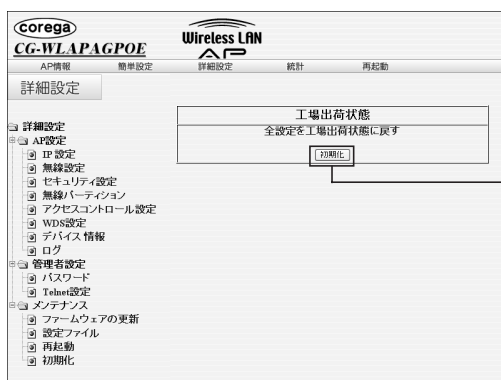 corega
CG-WLAPAGPOE
Wireless LAN
AP
AP情報 簡単設定 詳細設定 統計 再起動
詳細設定
工場出荷状態
全設定を工場出荷状態に戻す
初期化
詳細設定
AP設定
IP 設定
無線設定
セキュリティ設定
無線パーティション
アクセスコントロール設定
WDS設定
デバイス 情報
ログ
管理者設定
パスワード
Telnet設定
メンテナンス
ファームウェアの更新
設定ファイル
再起動
初期化